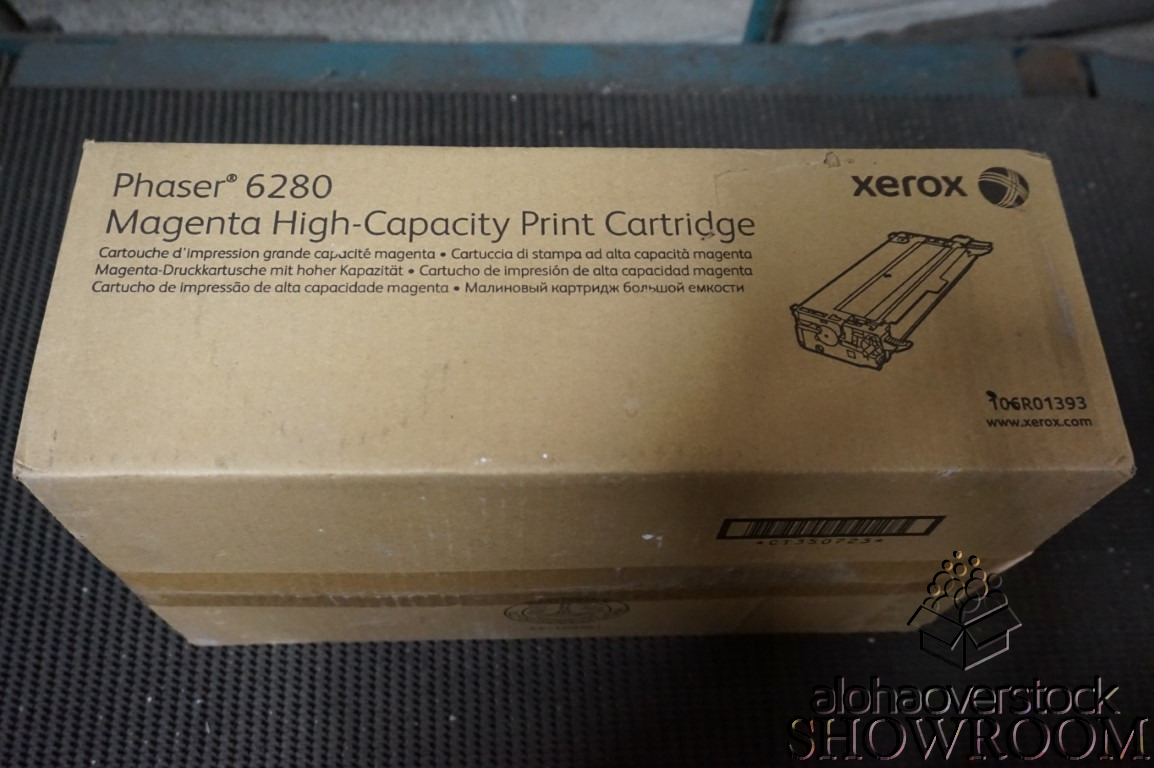 Phaser® 6280
Magenta High-Capacity Print Cartridge
Cartouche d'impression grande capacité magenta • Cartuccia di stampa ad alta capacità magenta
Magenta-Druckkartusche mit hoher Kapazität • Cartucho de impresión de alta capacidad magenta
Cartucho de impressão de alta capacidade magenta • Малиновый картридж большой емкости
xerox
106R01393
www.xerox.com
*C1350723*
alohaoverstock
SHOWROOM